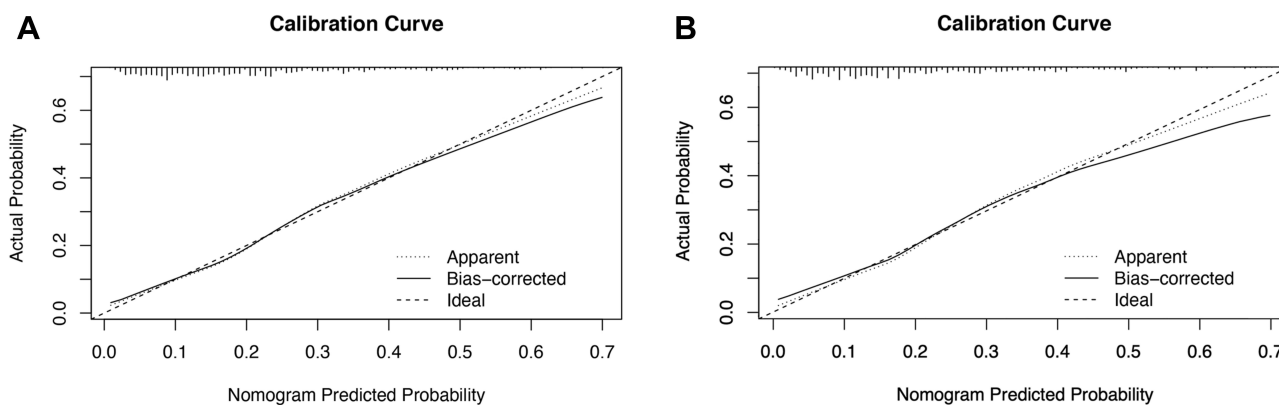 A
Calibration Curve
Actual Probability
0.0 0.2 0.4 0.6
Apparent
Bias−corrected
Ideal
0.0 0.1 0.2 0.3 0.4 0.5 0.6 0.7
Nomogram Predicted Probability
B
Calibration Curve
Actual Probability
0.0 0.2 0.4 0.6
Apparent
Bias−corrected
Ideal
0.0 0.1 0.2 0.3 0.4 0.5 0.6 0.7
Nomogram Predicted Probability